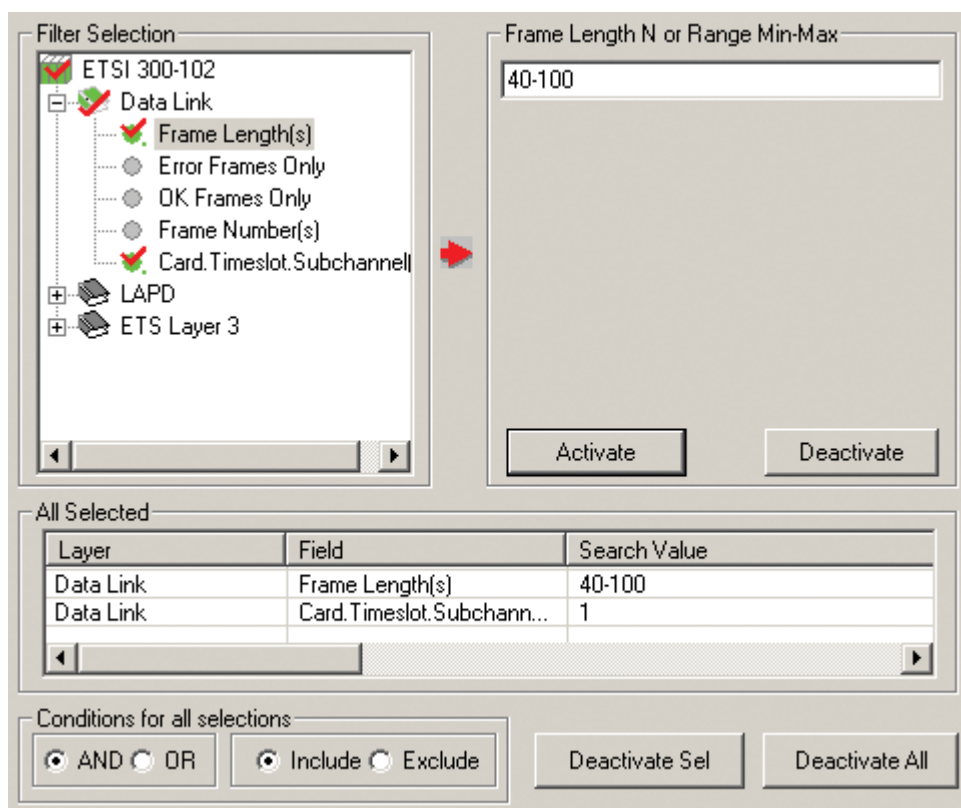 Filter Selection
ETSI 300-102
Data Link
Frame Length(s)
Error Frames Only
OK Frames Only
Frame Number(s)
Card.Timeslot.Subchannel(
LAPD
ETS Layer 3
Frame Length N or Range Min-Max
40-100
Activate
Deactivate
All Selected
Layer Field Search Value
Data Link Frame Length(s) 40-100
Data Link Card.Timeslot.Subchann... 1
Conditions for all selections
AND OR Include Exclude
Deactivate Sel
Deactivate All